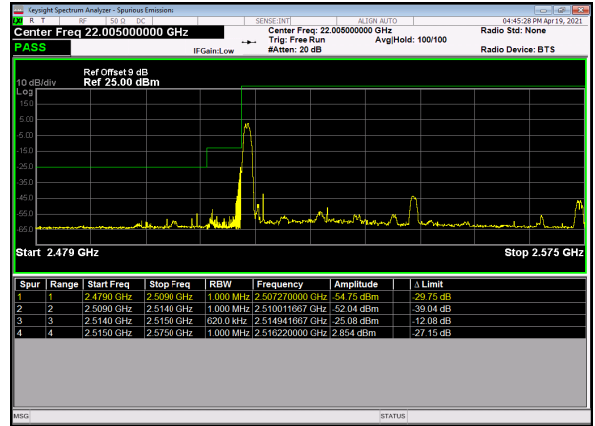 Keysight Spectrum Analyzer - Spurious Emissions
R T RF 50 Ω DC SENSE:INT ALIGN AUTO 04:45:28 PM Apr 19, 2021
Center Freq 22.005000000 GHz Center Freq: 22.005000000 GHz Radio Std: None
Trig: Free Run Avg|Hold: 100/100
PASS IFGain:Low #Atten: 20 dB Radio Device: BTS
Ref Offset 9 dB
10 dB/div Ref 25.00 dBm
Log
15.0
5.00
-5.00
-15.0
-25.0
-35.0
-45.0
-55.0
-65.0
Start 2.479 GHz Stop 2.575 GHz
Spur Range Start Freq Stop Freq RBW Frequency Amplitude Δ Limit
1 1 2.4790 GHz 2.5090 GHz 1.000 MHz 2.507270000 GHz -54.75 dBm -29.75 dB
2 2 2.5090 GHz 2.5140 GHz 1.000 MHz 2.510011667 GHz -52.04 dBm -39.04 dB
3 3 2.5140 GHz 2.5150 GHz 620.0 kHz 2.514941667 GHz -25.08 dBm -12.08 dB
4 4 2.5150 GHz 2.5750 GHz 1.000 MHz 2.516220000 GHz 2.854 dBm -27.15 dB
MSG STATUS